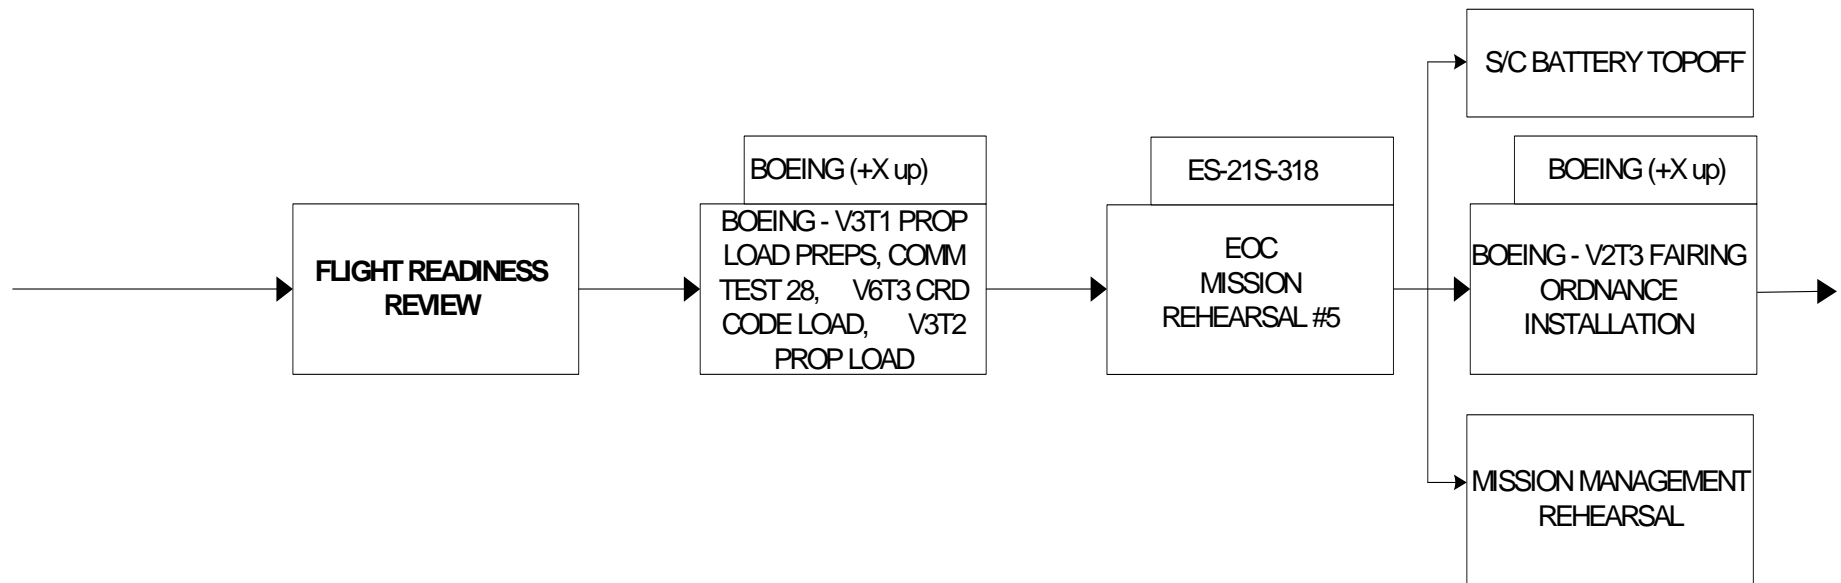 FLIGHT READINESS
REVIEW
BOEING (+X up)
BOEING - V3T1 PROP
LOAD PREPS, COMM
TEST 28, V6T3 CRD
CODE LOAD, V3T2
PROP LOAD
ES-21S-318
EOC
MISSION
REHEARSAL #5
S/C BATTERY TOPOFF
BOEING (+X up)
BOEING - V2T3 FAIRING
ORDNANCE
INSTALLATION
MISSION MANAGEMENT
REHEARSAL